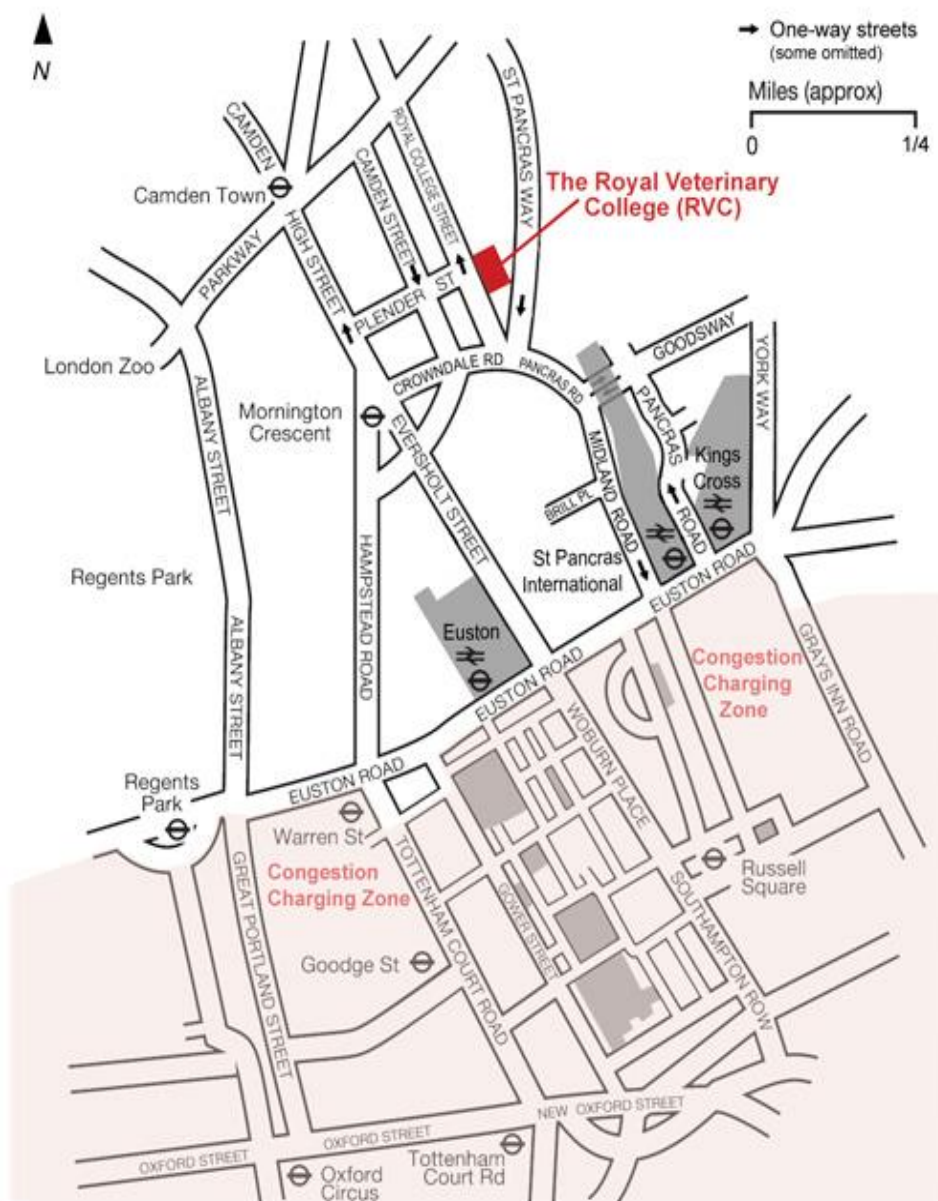 N
One-way streets
(some omitted)
Miles (approx)
0 1/4
CAMDEN
Camden Town
ROYAL COLLEGE STREET
ST PANCRAS WAY
The Royal Veterinary
College (RVC)
CAMDEN STREET
HIGH STREET
PARKWAY
PLENDER ST
London Zoo
GOODSWAY
YORK WAY
CROWNDALE RD
PANCRAS RD
PANCRAS
ROAD
ALBANY STREET
Mornington
Crescent
EVERSHOLT STREET
MIDLAND ROAD
Kings
Cross
BRILL PL
St Pancras
International
Regents Park
HAMPSTEAD ROAD
EUSTON ROAD
Euston
EUSTON ROAD
Congestion
Charging
Zone
GRAY'S INN ROAD
ALBANY STREET
WOBURN PLACE
Regents
Park
EUSTON ROAD
Warren St
Congestion
Charging Zone
TOTTENHAM COURT ROAD
GREAT PORTLAND STREET
GOWER STREET
Russell
Square
SOUTHAMPTON ROW
Goodge St
NEW OXFORD STREET
OXFORD STREET
OXFORD STREET
Tottenham
Court Rd
Oxford
Circus